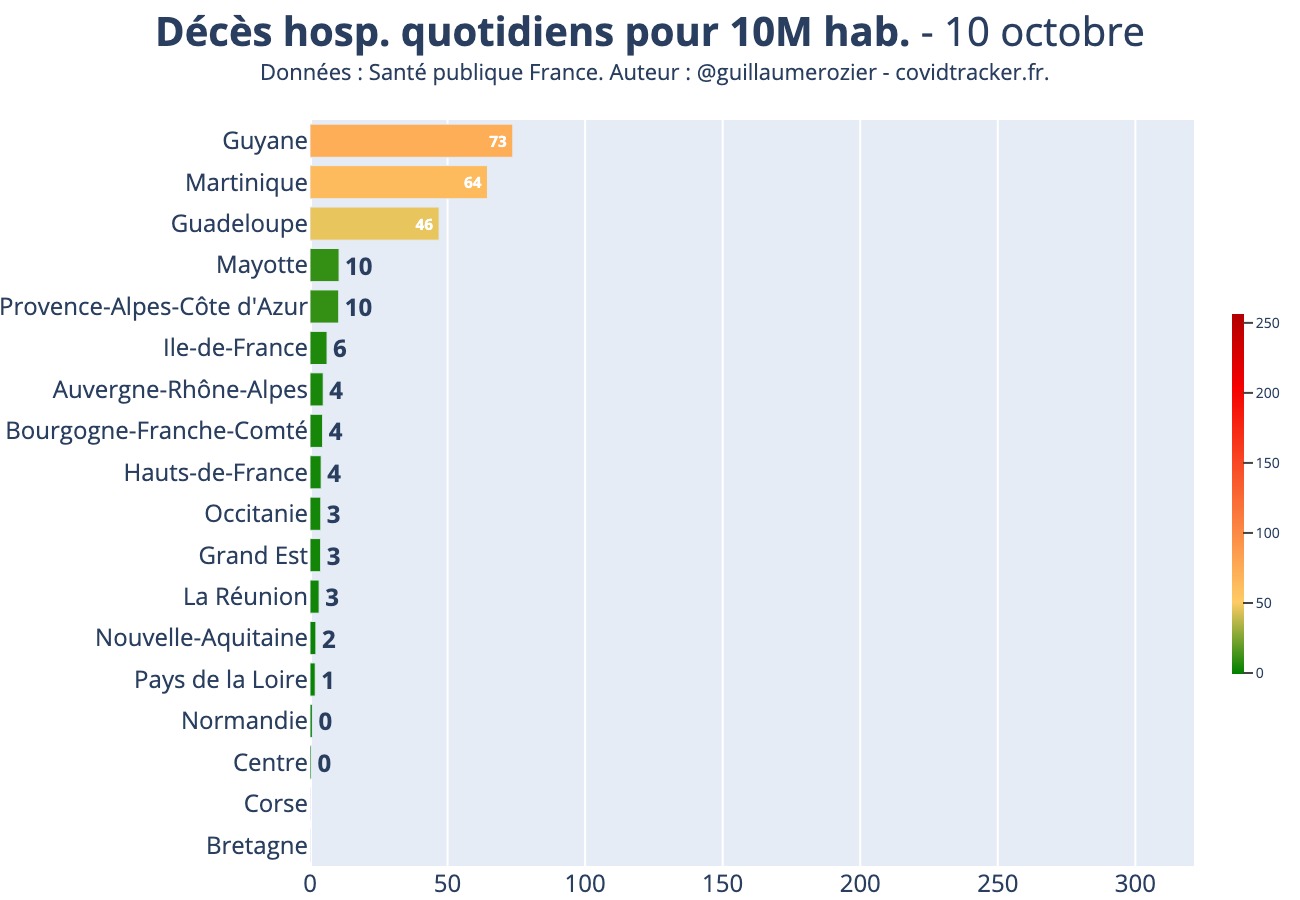 Décès hosp. quotidiens pour 10M hab. - 10 octobre
Données : Santé publique France. Auteur : @guillaumerozier - covidtracker.fr.
Guyane 73
Martinique 64
Guadeloupe 46
Mayotte 10
Provence-Alpes-Côte d'Azur 10
Ile-de-France 6
Auvergne-Rhône-Alpes 4
Bourgogne-Franche-Comté 4
Hauts-de-France 4
Occitanie 3
Grand Est 3
La Réunion 3
Nouvelle-Aquitaine 2
Pays de la Loire 1
Normandie 0
Centre 0
Corse
Bretagne
0 50 100 150 200 250 300
250
200
150
100
50
0